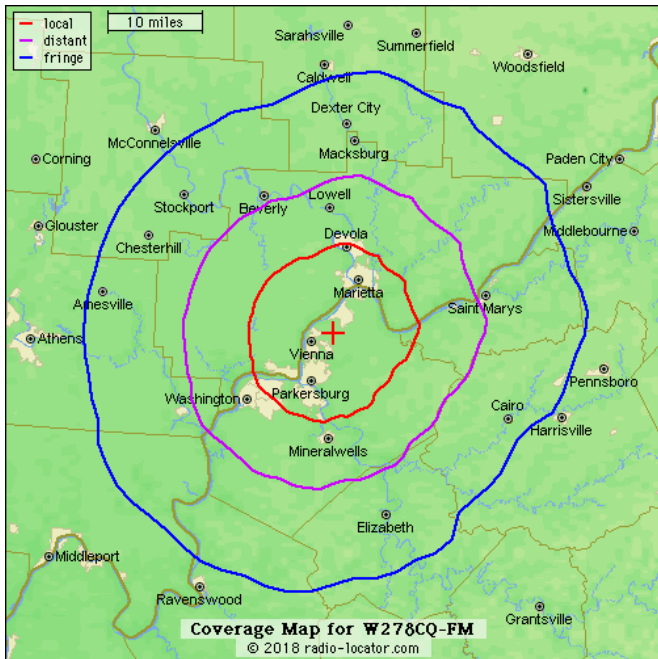 local
distant
fringe
10 miles
Sarahsville
Summerfield
Woodsfield
Caldwell
Dexter City
McConnelsville
Macksburg
Corning
Paden City
Sistersville
Stockport
Beverly
Lowell
Glouster
Chesterhill
Devola
Middlebourne
Marietta
Amesville
Saint Marys
Athens
Vienna
Pennsboro
Parkersburg
Washington
Cairo
Harrisville
Mineralwells
Elizabeth
Middleport
Ravenswood
Grantsville
Coverage Map for W278CQ-FM
© 2018 radio-locator.com